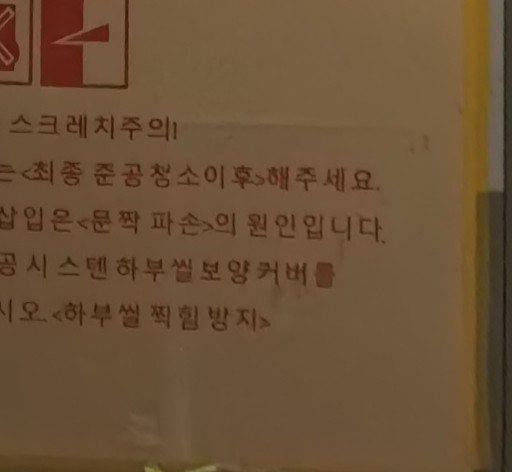 스크레치주의!
는<최종 준공청소이후>해주세요.
삽입은<문짝 파손>의 원인입니다.
공시 스텐하부씰보양커버를
시오.<하부씰 찍힘 방지>